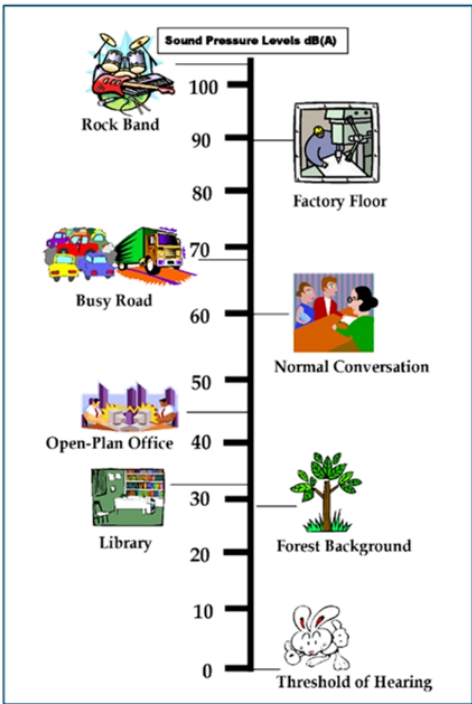 Sound Pressure Levels dB(A)
100
Rock Band
90
80
Factory Floor
70
Busy Road
60
Normal Conversation
50
Open-Plan Office
40
30
Library
Forest Background
20
10
0
Threshold of Hearing